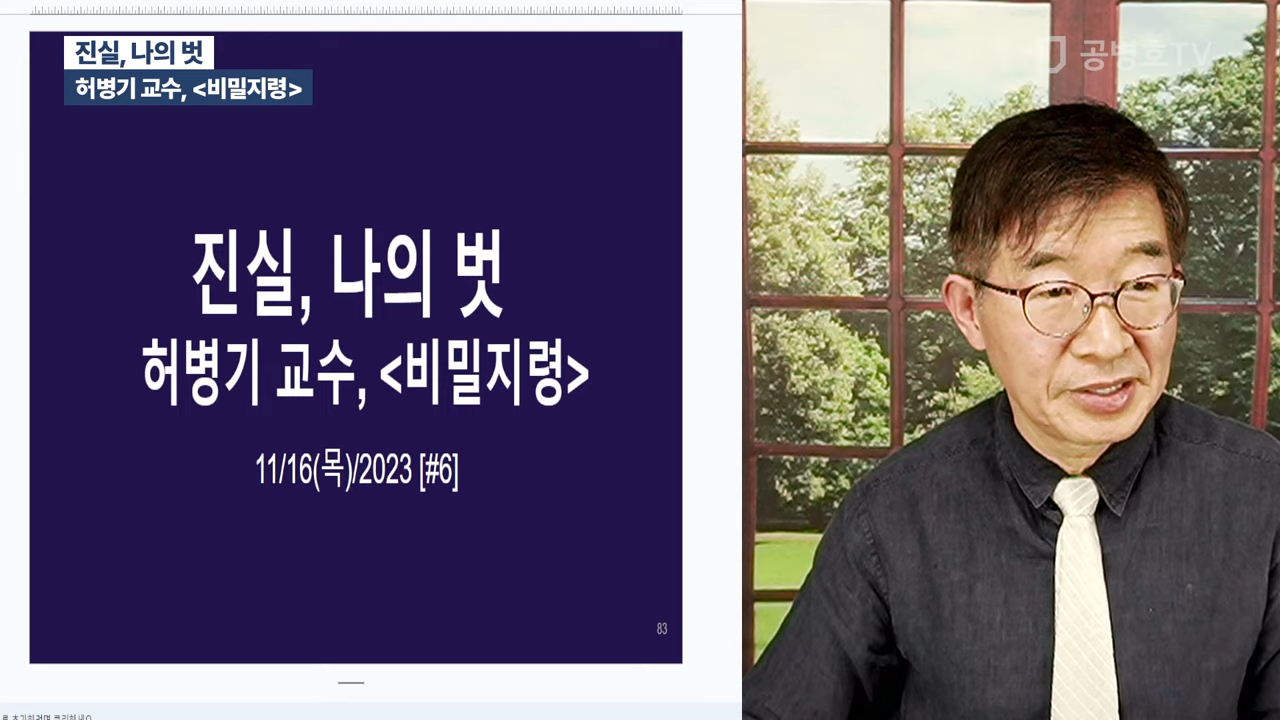 진실, 나의 벗
허병기 교수, <비밀지령>
공병호TV
진실, 나의 벗
허병기 교수, <비밀지령>
11/16(목)/2023 [#6]
83